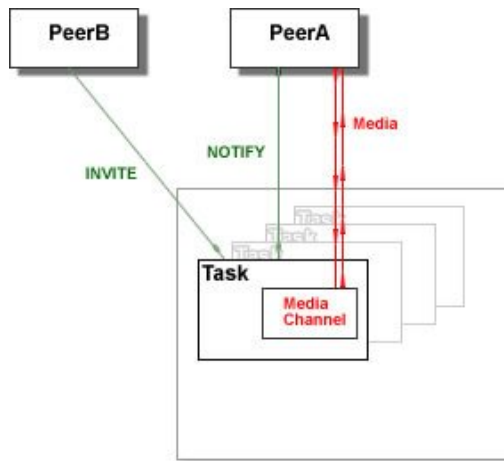 PeerB
PeerA
Media
NOTIFY
INVITE
Task
Task
Task
Task
Media
Channel